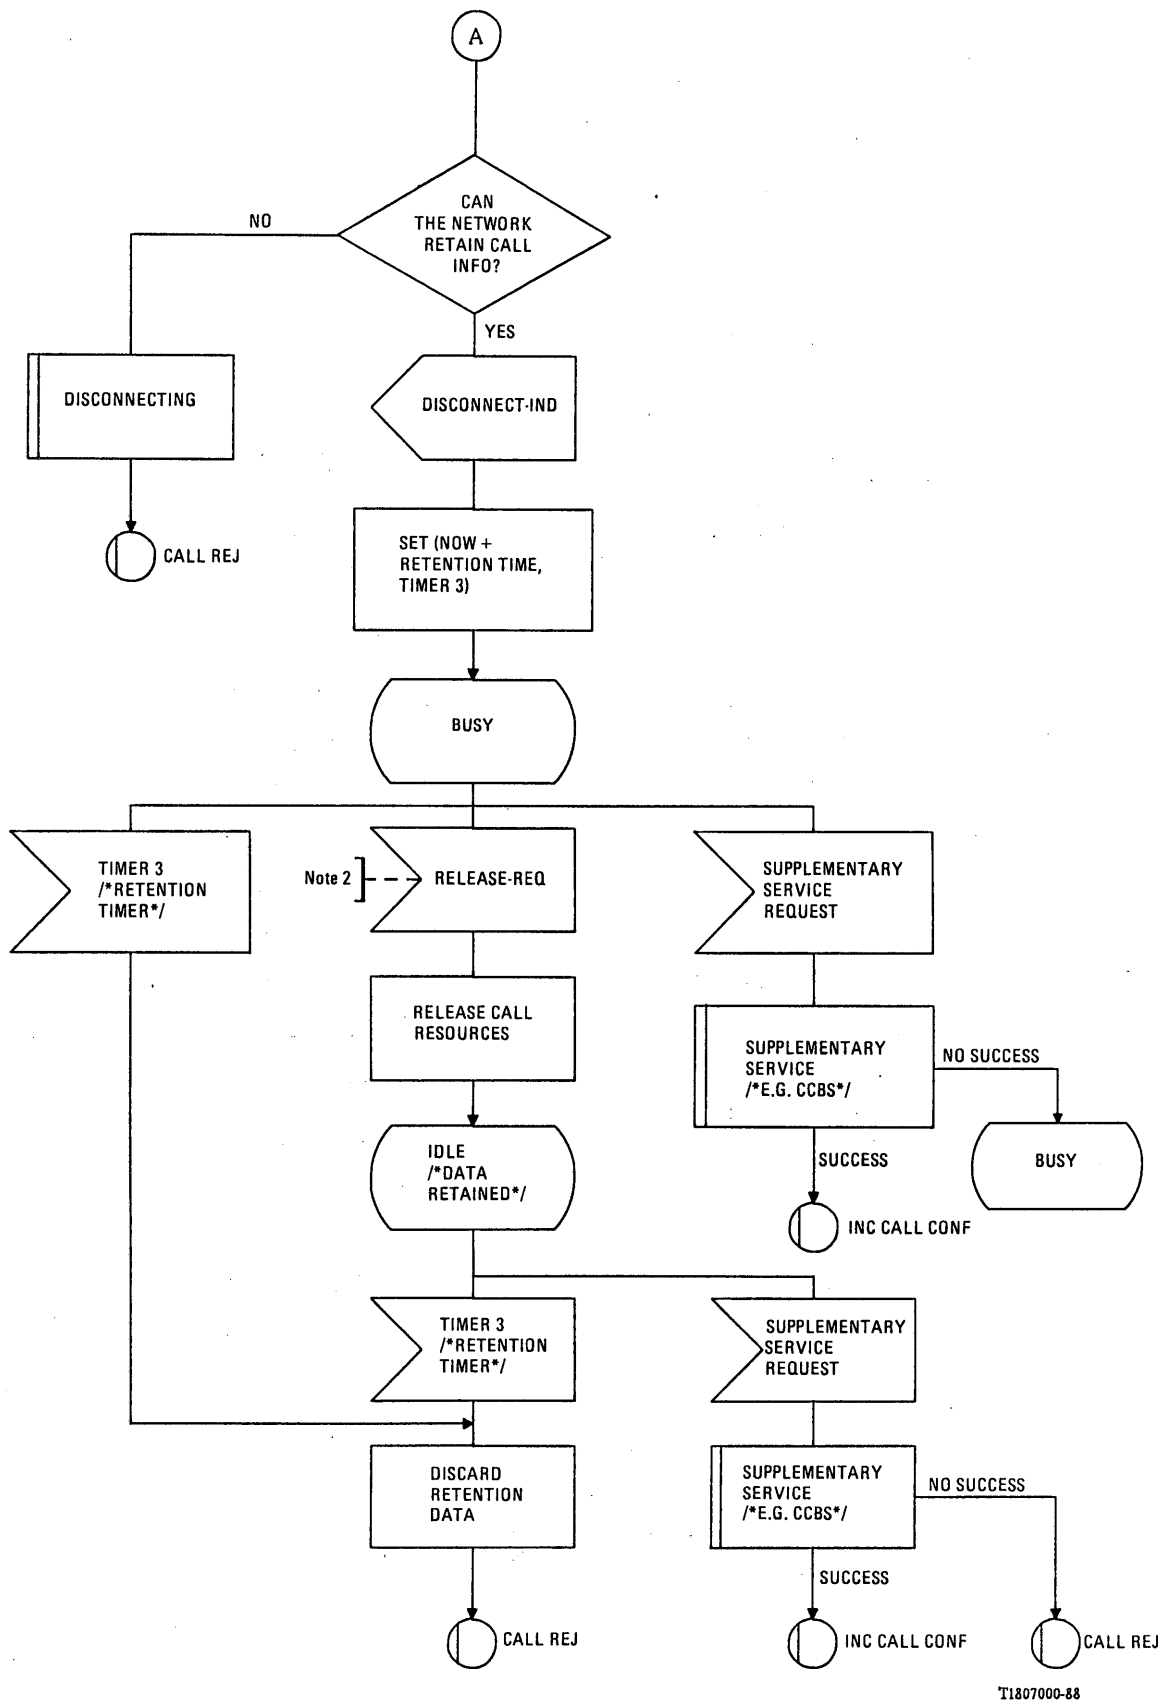 A
CAN
THE NETWORK
RETAIN CALL
INFO?
NO
YES
DISCONNECTING
DISCONNECT-IND
CALL REJ
SET (NOW +
RETENTION TIME,
TIMER 3)
BUSY
TIMER 3
/*RETENTION
TIMER*/
Note 2
RELEASE-REQ
SUPPLEMENTARY
SERVICE
REQUEST
RELEASE CALL
RESOURCES
SUPPLEMENTARY
SERVICE
/*E.G. CCBS*/
NO SUCCESS
BUSY
SUCCESS
INC CALL CONF
IDLE
/*DATA
RETAINED*/
TIMER 3
/*RETENTION
TIMER*/
SUPPLEMENTARY
SERVICE
REQUEST
DISCARD
RETENTION
DATA
SUPPLEMENTARY
SERVICE
/*E.G. CCBS*/
NO SUCCESS
SUCCESS
CALL REJ
INC CALL CONF
CALL REJ
T1807000-88